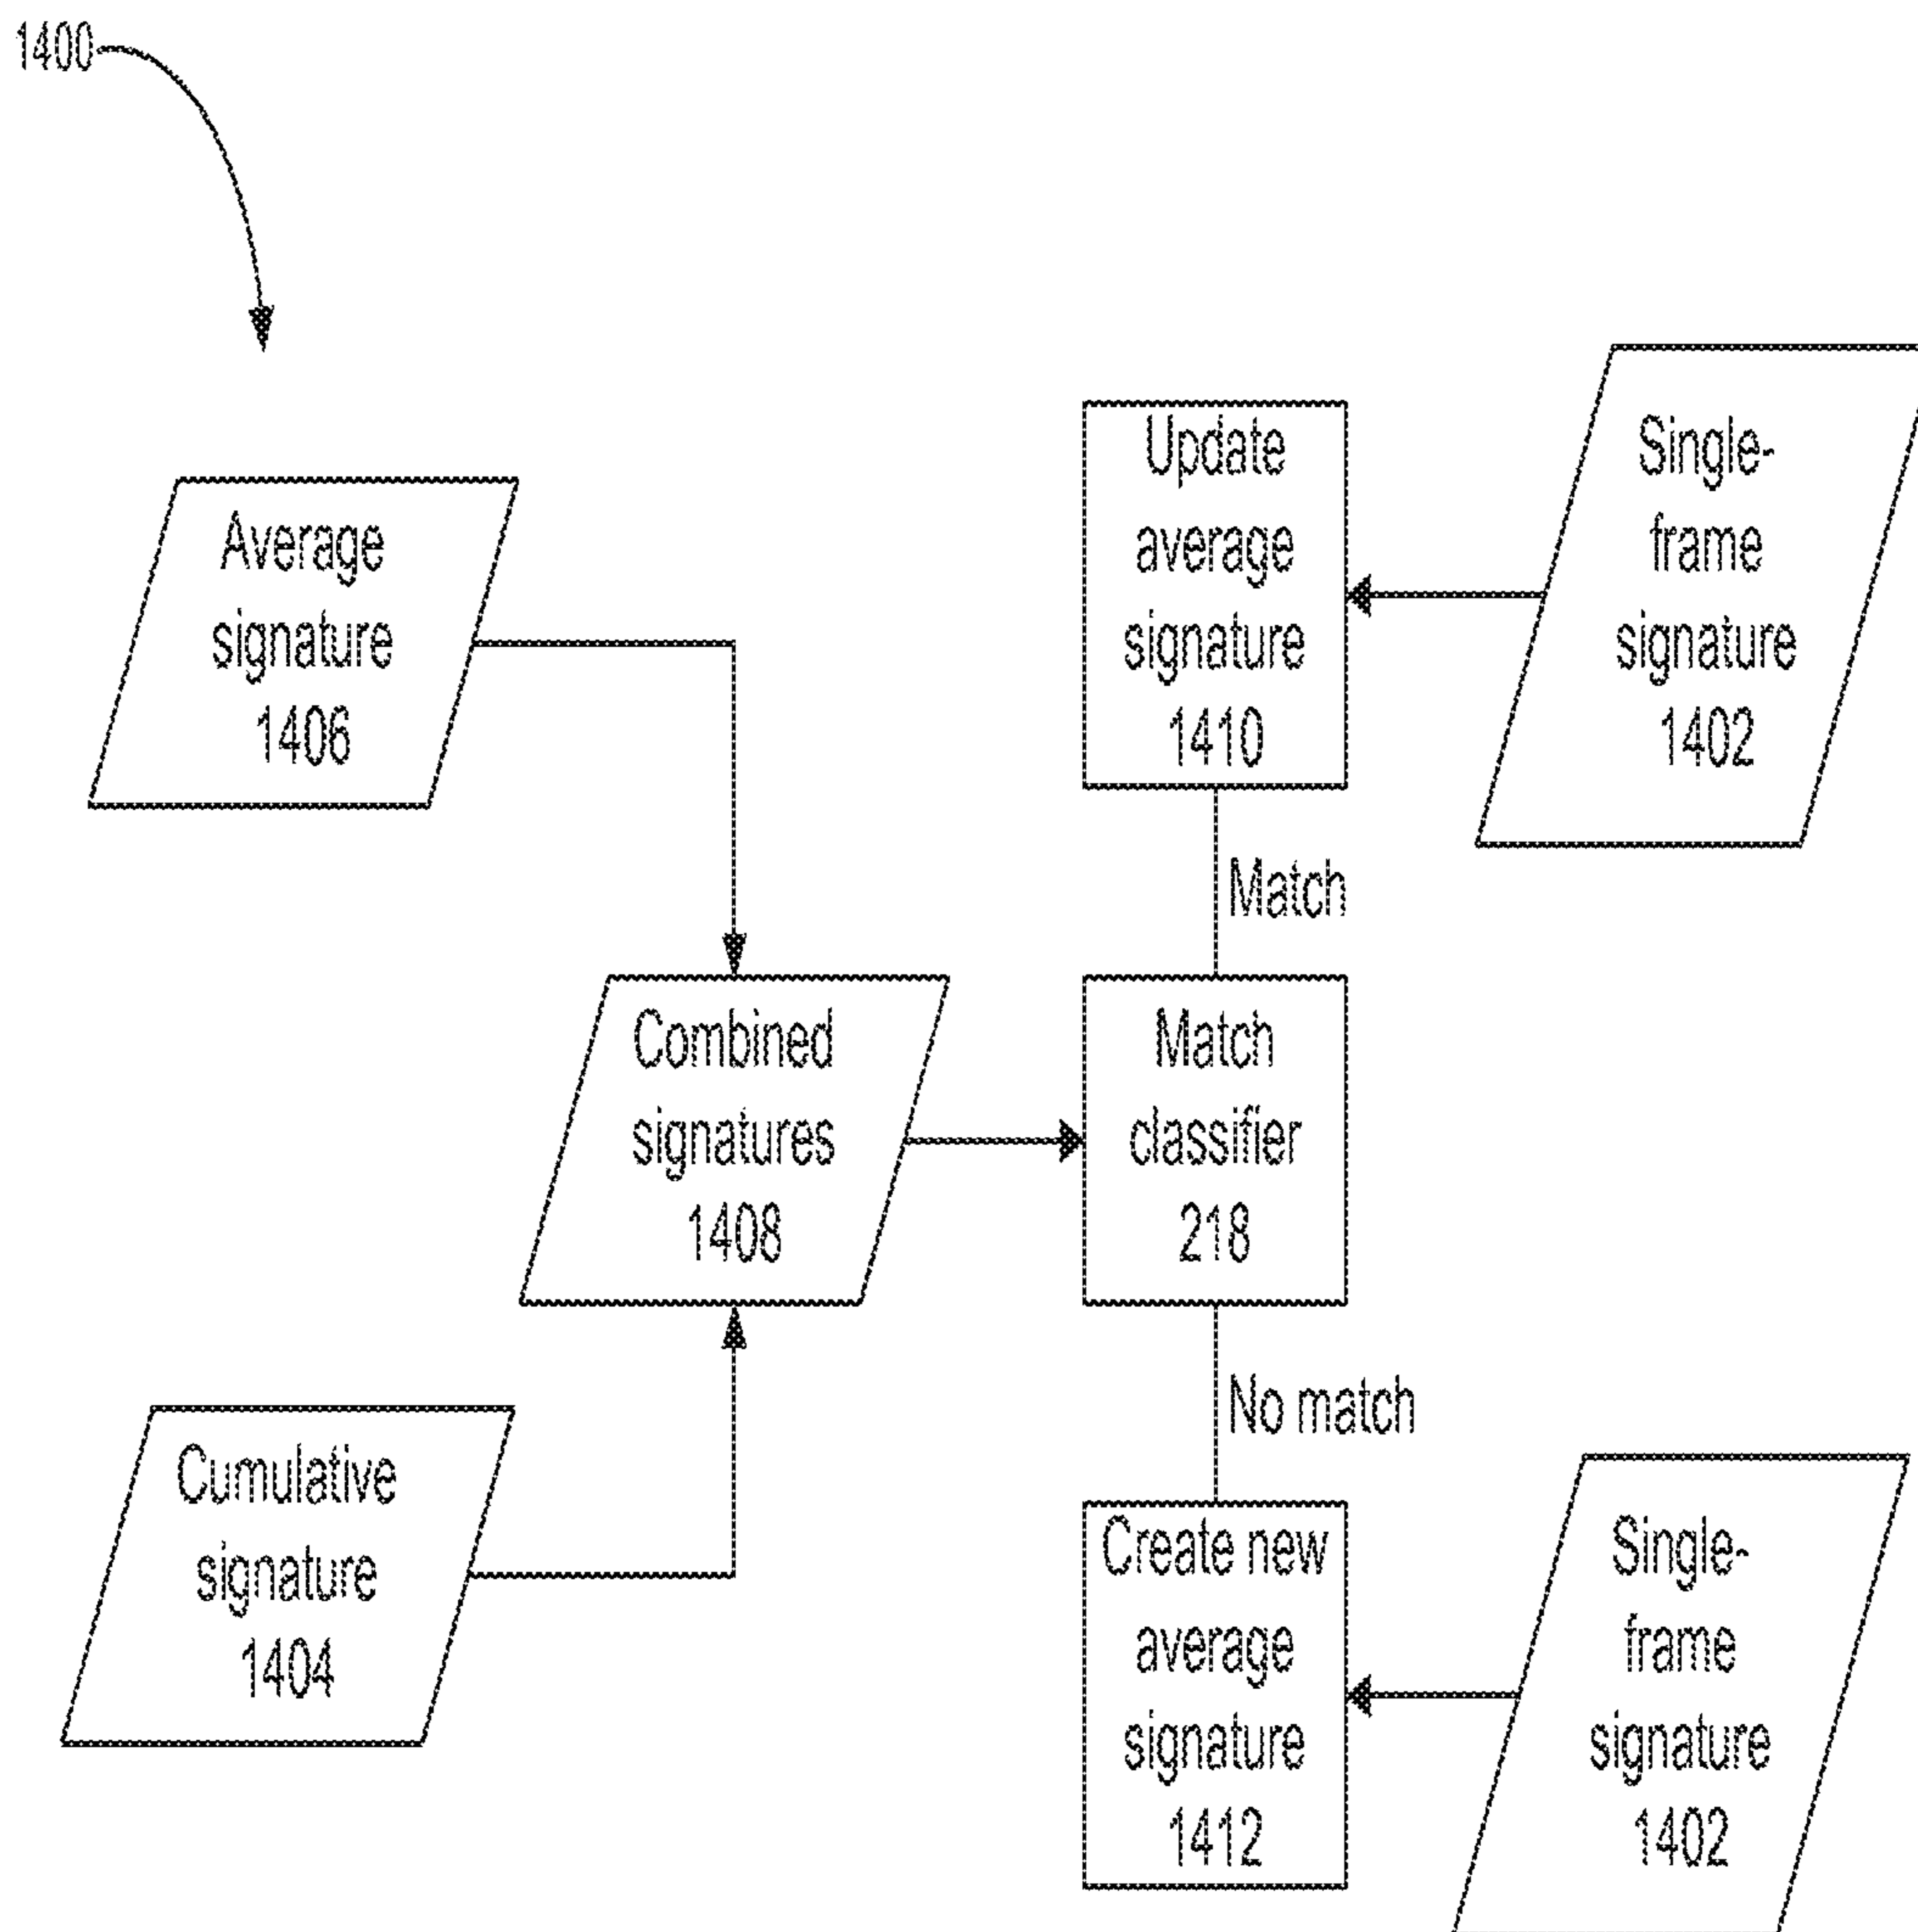 1400
Average
signature
1406
Update
average
signature
1410
Single-
frame
signature
1402
Match
Combined
signatures
1408
Match
classifier
218
No match
Cumulative
signature
1404
Create new
average
signature
1412
Single-
frame
signature
1402